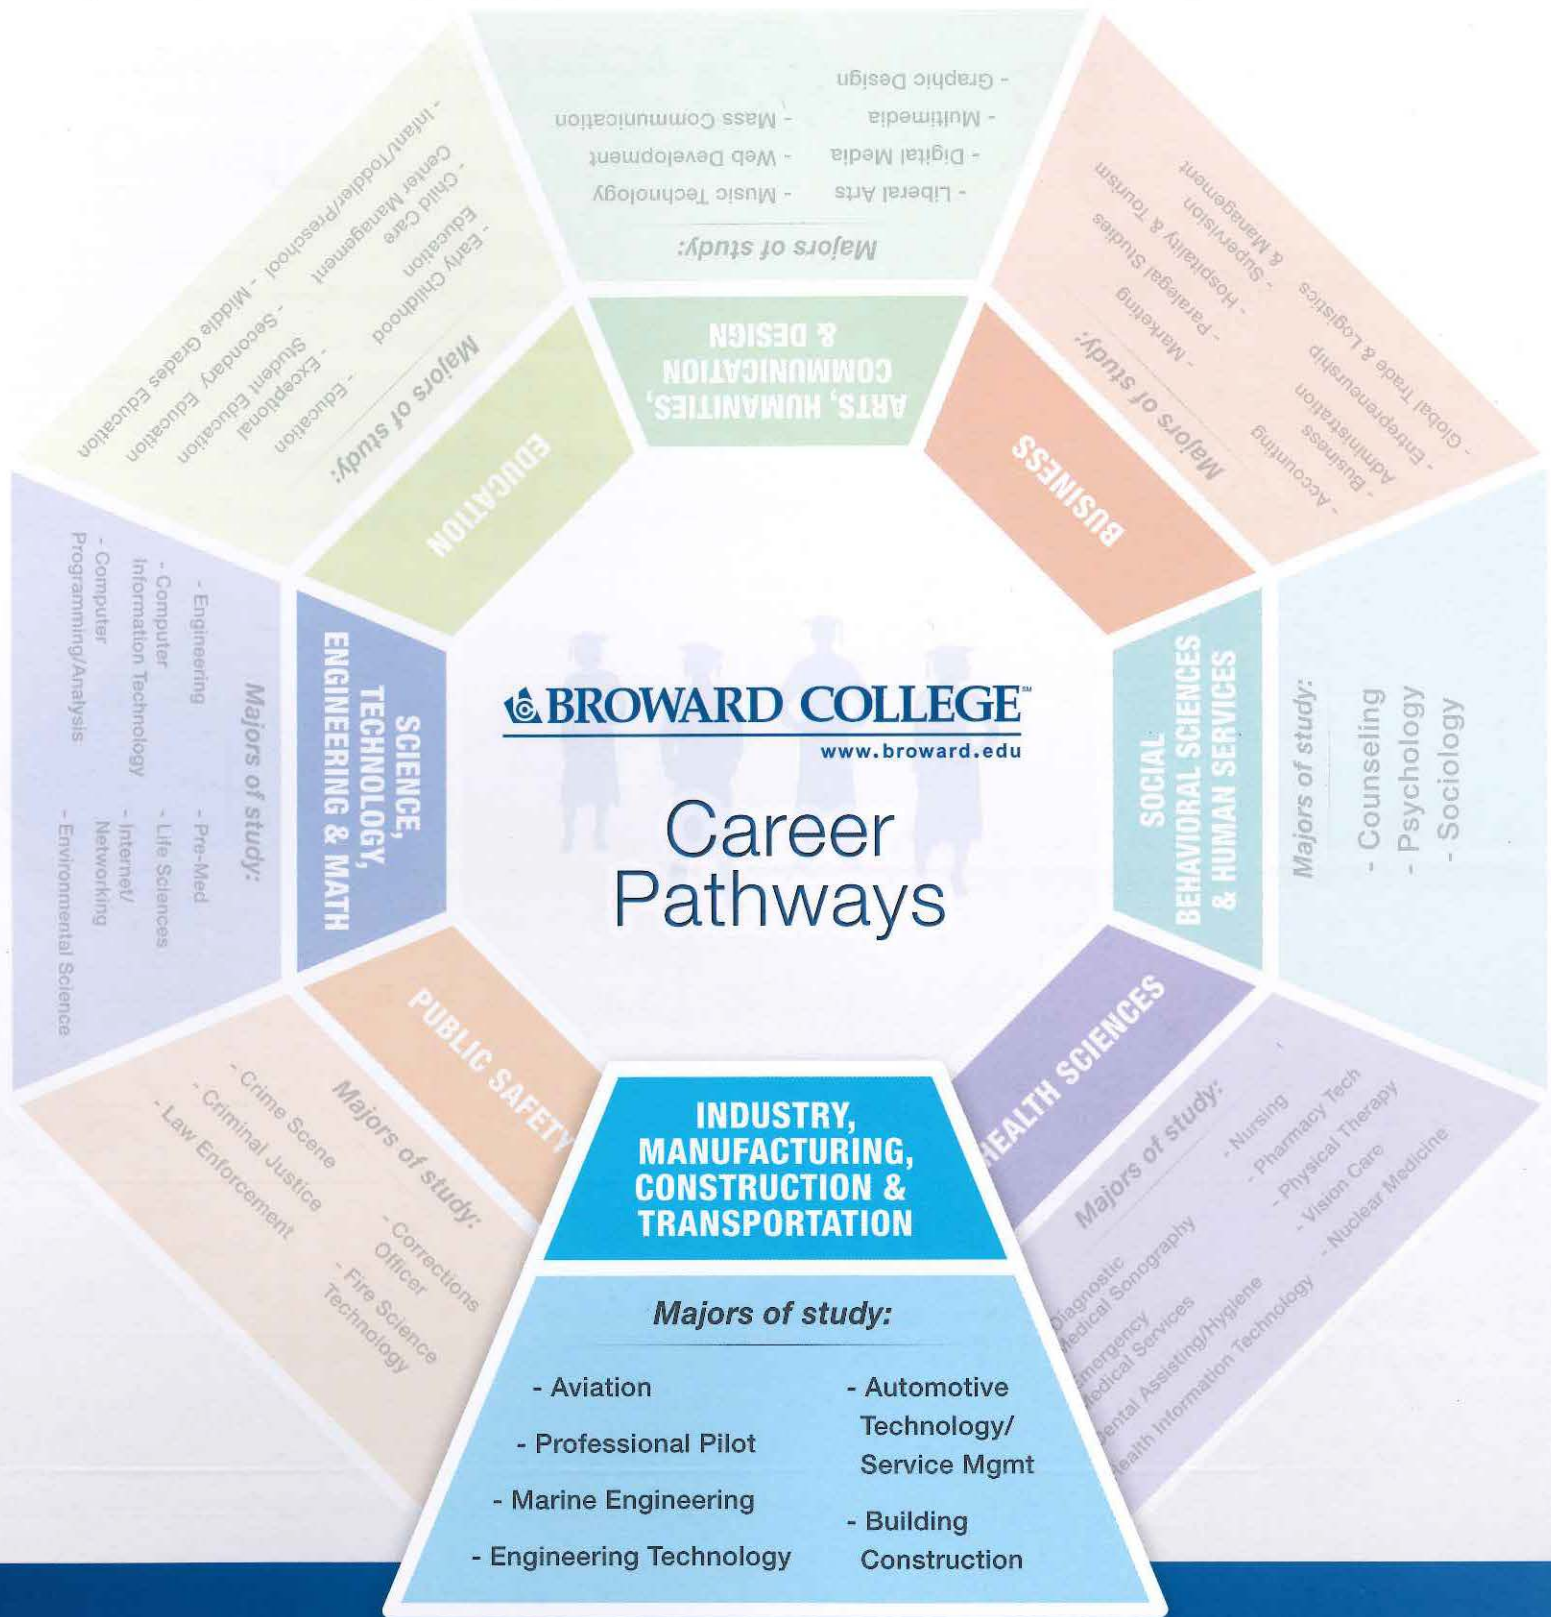 BROWARD COLLEGE™
www.broward.edu
Career
Pathways
INDUSTRY,
MANUFACTURING,
CONSTRUCTION &
TRANSPORTATION
Majors of study:
- Aviation
- Professional Pilot
- Marine Engineering
- Engineering Technology
- Automotive
Technology/
Service Mgmt
- Building
Construction
PUBLIC SAFETY
Majors of study:
- Crime Scene
- Criminal Justice
- Law Enforcement
- Corrections
Officer
- Fire Science
Technology
SCIENCE,
TECHNOLOGY,
ENGINEERING & MATH
Majors of study:
- Engineering
- Computer
Information Technology
- Computer
Programming/Analysis
- Pre-Med
- Life Sciences
- Internet/
Networking
- Environmental Science
EDUCATION
Majors of study:
- Education
- Exceptional
Student Education
- Secondary Education
- Middle Grades Education
- Early Childhood
Education
- Child Care
Center Management
- Infant/Toddler/Preschool
ARTS, HUMANITIES,
COMMUNICATION
& DESIGN
Majors of study:
- Liberal Arts
- Digital Media
- Multimedia
- Graphic Design
- Music Technology
- Web Development
- Mass Communication
BUSINESS
Majors of study:
- Accounting
- Business
Administration
- Entrepreneurship
- Global Trade & Logistics
- Marketing
- Paralegal Studies
- Hospitality & Tourism
- Supervision
& Management
SOCIAL
BEHAVIORAL SCIENCES
& HUMAN SERVICES
Majors of study:
- Counseling
- Psychology
- Sociology
HEALTH SCIENCES
Majors of study:
- Nursing
- Pharmacy Tech
- Physical Therapy
- Vision Care
- Nuclear Medicine
Diagnostic
Medical Sonography
Emergency
Medical Services
Dental Assisting/Hygiene
Health Information Technology